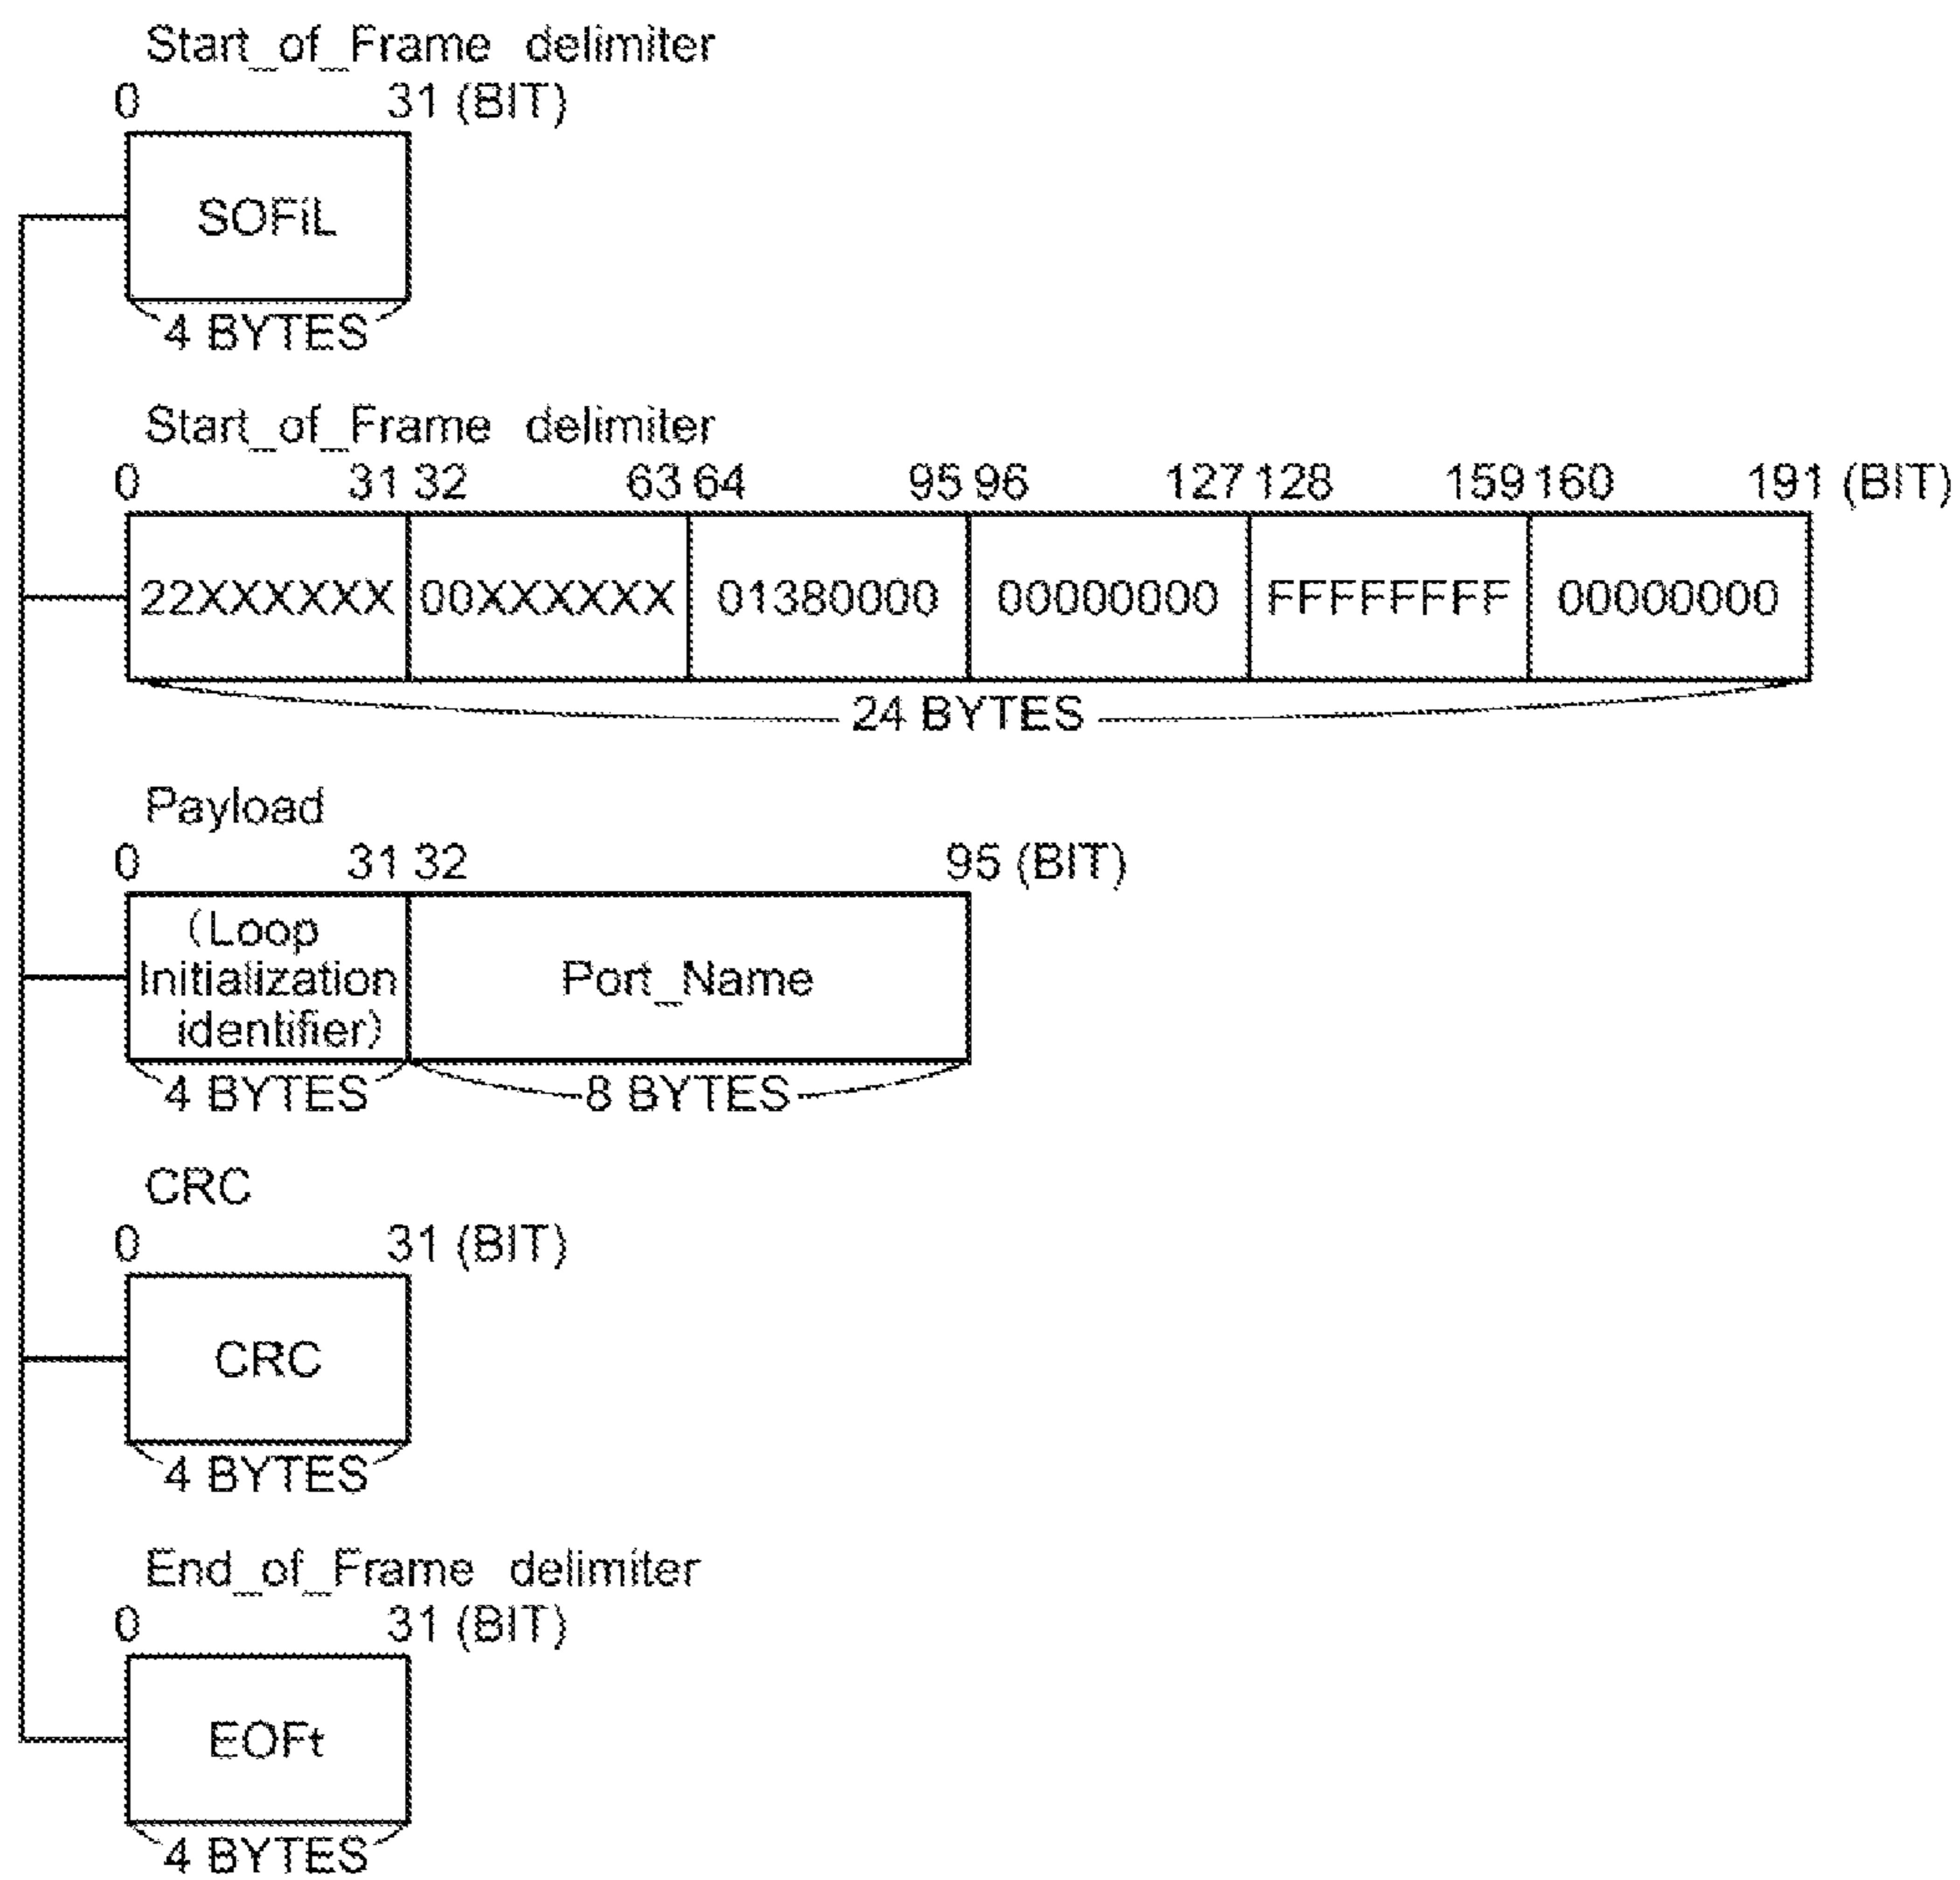 Start_of_Frame delimiter
0 31 (BIT)
SOFiL
4 BYTES
Start_of_Frame delimiter
0 31 32 63 64 95 96 127 128 159 160 191 (BIT)
22XXXXXX 00XXXXXX 01380000 00000000 FFFFFFFF 00000000
24 BYTES
Payload
0 31 32 95 (BIT)
(Loop
Initialization
identifier)
Port_Name
4 BYTES 8 BYTES
CRC
0 31 (BIT)
CRC
4 BYTES
End_of_Frame delimiter
0 31 (BIT)
EOFt
4 BYTES